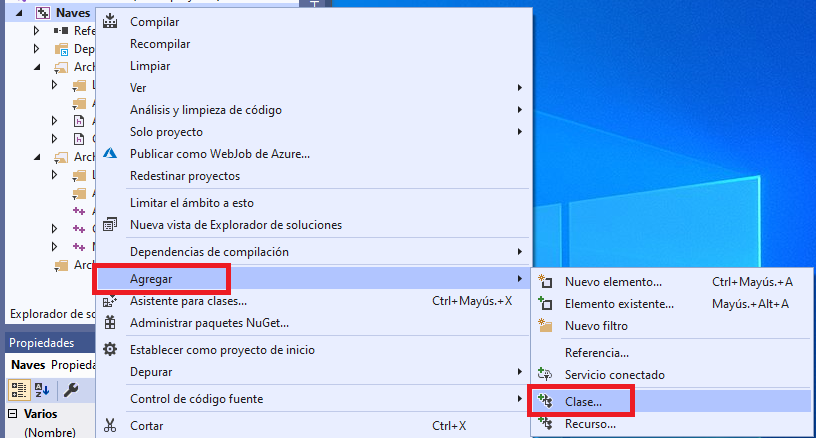 Naves
Refe
Dep
Arch
L
A
A
C
Arch
L
A
A
C
N
Arch
Explorador de so
Propiedades
Naves Propieda
Varios
(Nombre)
Compilar
Recompilar
Limpiar
Ver
Análisis y limpieza de código
Solo proyecto
Publicar como WebJob de Azure...
Redestinar proyectos
Limitar el ámbito a esto
Nueva vista de Explorador de soluciones
Dependencias de compilación
Agregar
Asistente para clases... Ctrl+Mayús.+X
Administrar paquetes NuGet...
Establecer como proyecto de inicio
Depurar
Control de código fuente
Cortar Ctrl+X
Nuevo elemento... Ctrl+Mayús.+A
Elemento existente... Mayús.+Alt+A
Nuevo filtro
Referencia...
Servicio conectado
Clase...
Recurso...